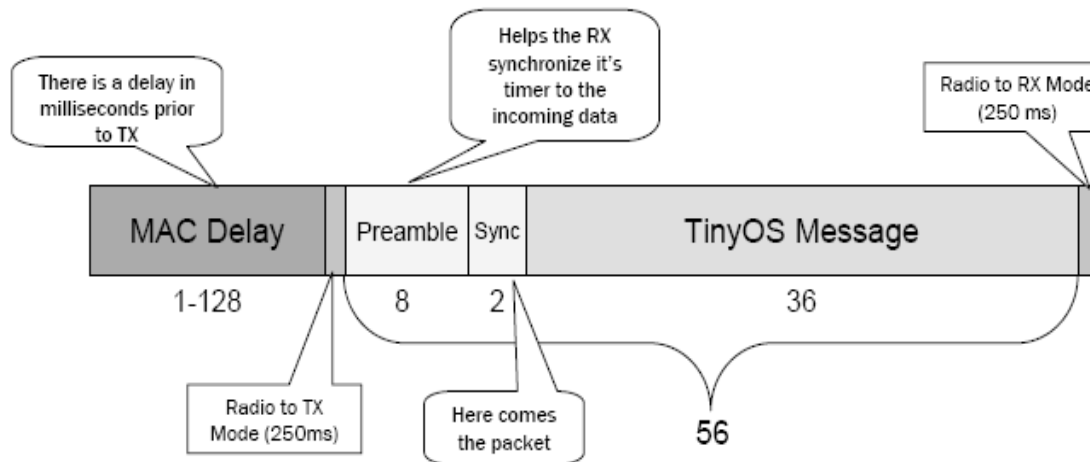 There is a delay in
milliseconds prior
to TX
Helps the RX
synchronize it's
timer to the
incoming data
Radio to RX Mode
(250 ms)
MAC Delay
Preamble
Sync
TinyOS Message
1-128
8
2
36
Radio to TX
Mode (250ms)
Here comes
the packet
56